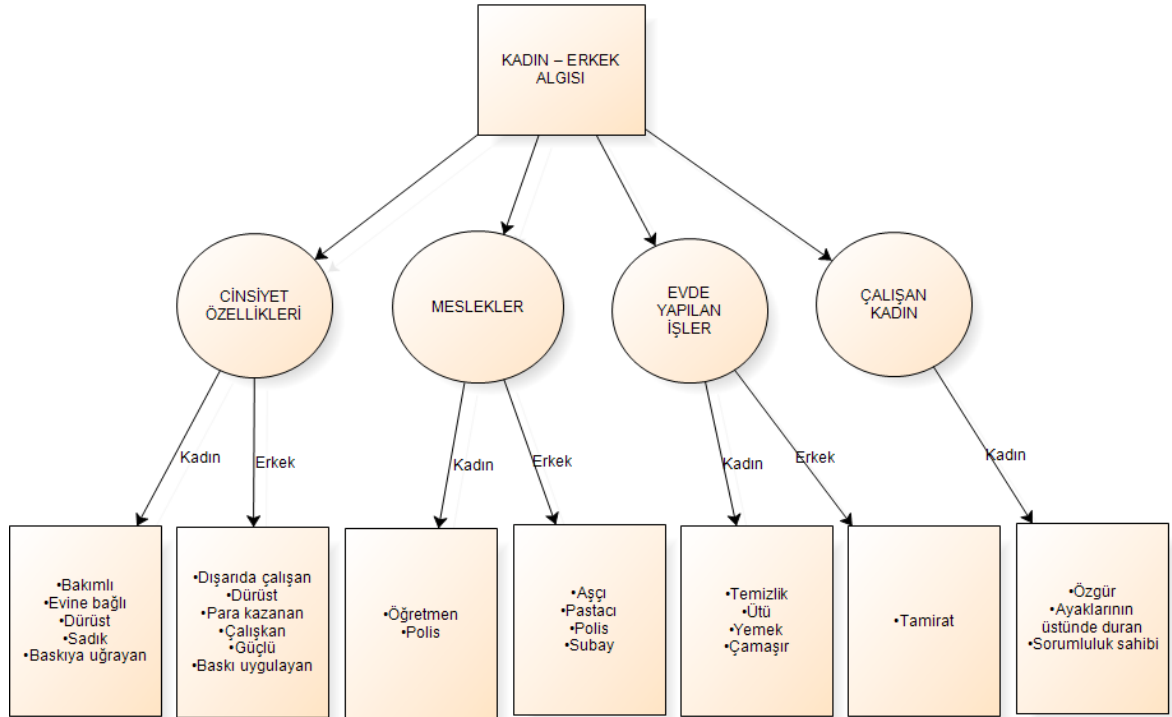 KADIN – ERKEK
ALGISI
CİNSİYET
ÖZELLİKLERİ
MESLEKLER
EVDE
YAPILAN
İŞLER
ÇALIŞAN
KADIN
Kadın
Erkek
Kadın
Erkek
Kadın
Erkek
Kadın
•Bakımlı
•Evine bağlı
•Dürüst
•Sadık
•Baskıya uğrayan
•Dışarıda çalışan
•Dürüst
•Para kazanan
•Çalışkan
•Güçlü
•Baskı uygulayan
•Öğretmen
•Polis
•Aşçı
•Pastacı
•Polis
•Subay
•Temizlik
•Ütü
•Yemek
•Çamaşır
•Tamirat
•Özgür
•Ayaklarının
üstünde duran
•Sorumluluk sahibi